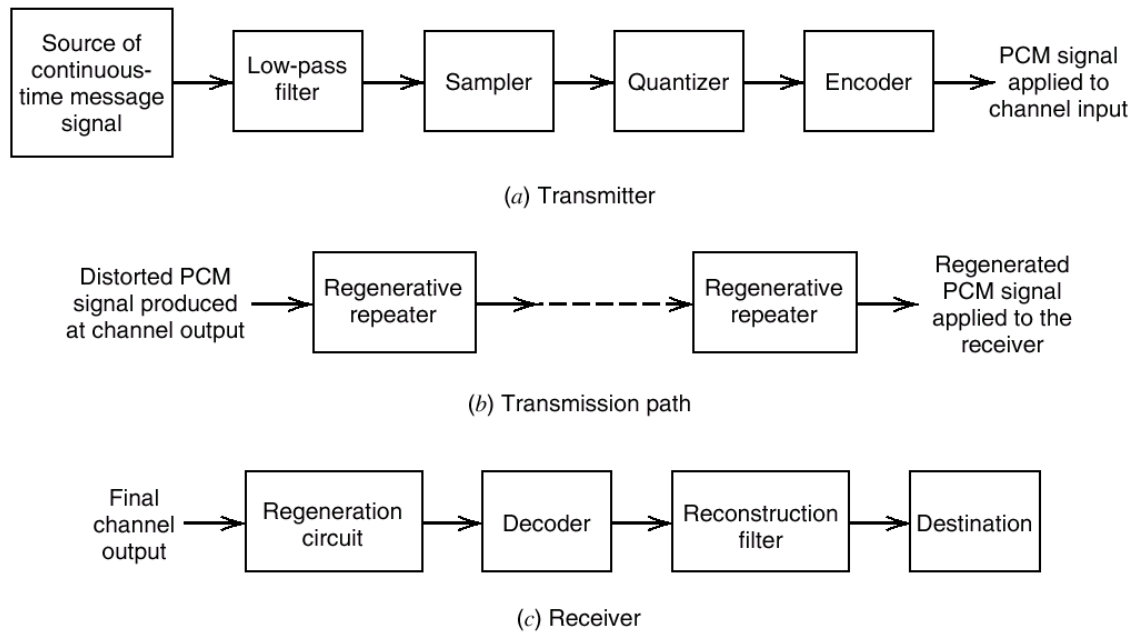 Source of
continuous-
time message
signal
Low-pass
filter
Sampler
Quantizer
Encoder
PCM signal
applied to
channel input
(a) Transmitter
Distorted PCM
signal produced
at channel output
Regenerative
repeater
Regenerative
repeater
Regenerated
PCM signal
applied to the
receiver
(b) Transmission path
Final
channel
output
Regeneration
circuit
Decoder
Reconstruction
filter
Destination
(c) Receiver